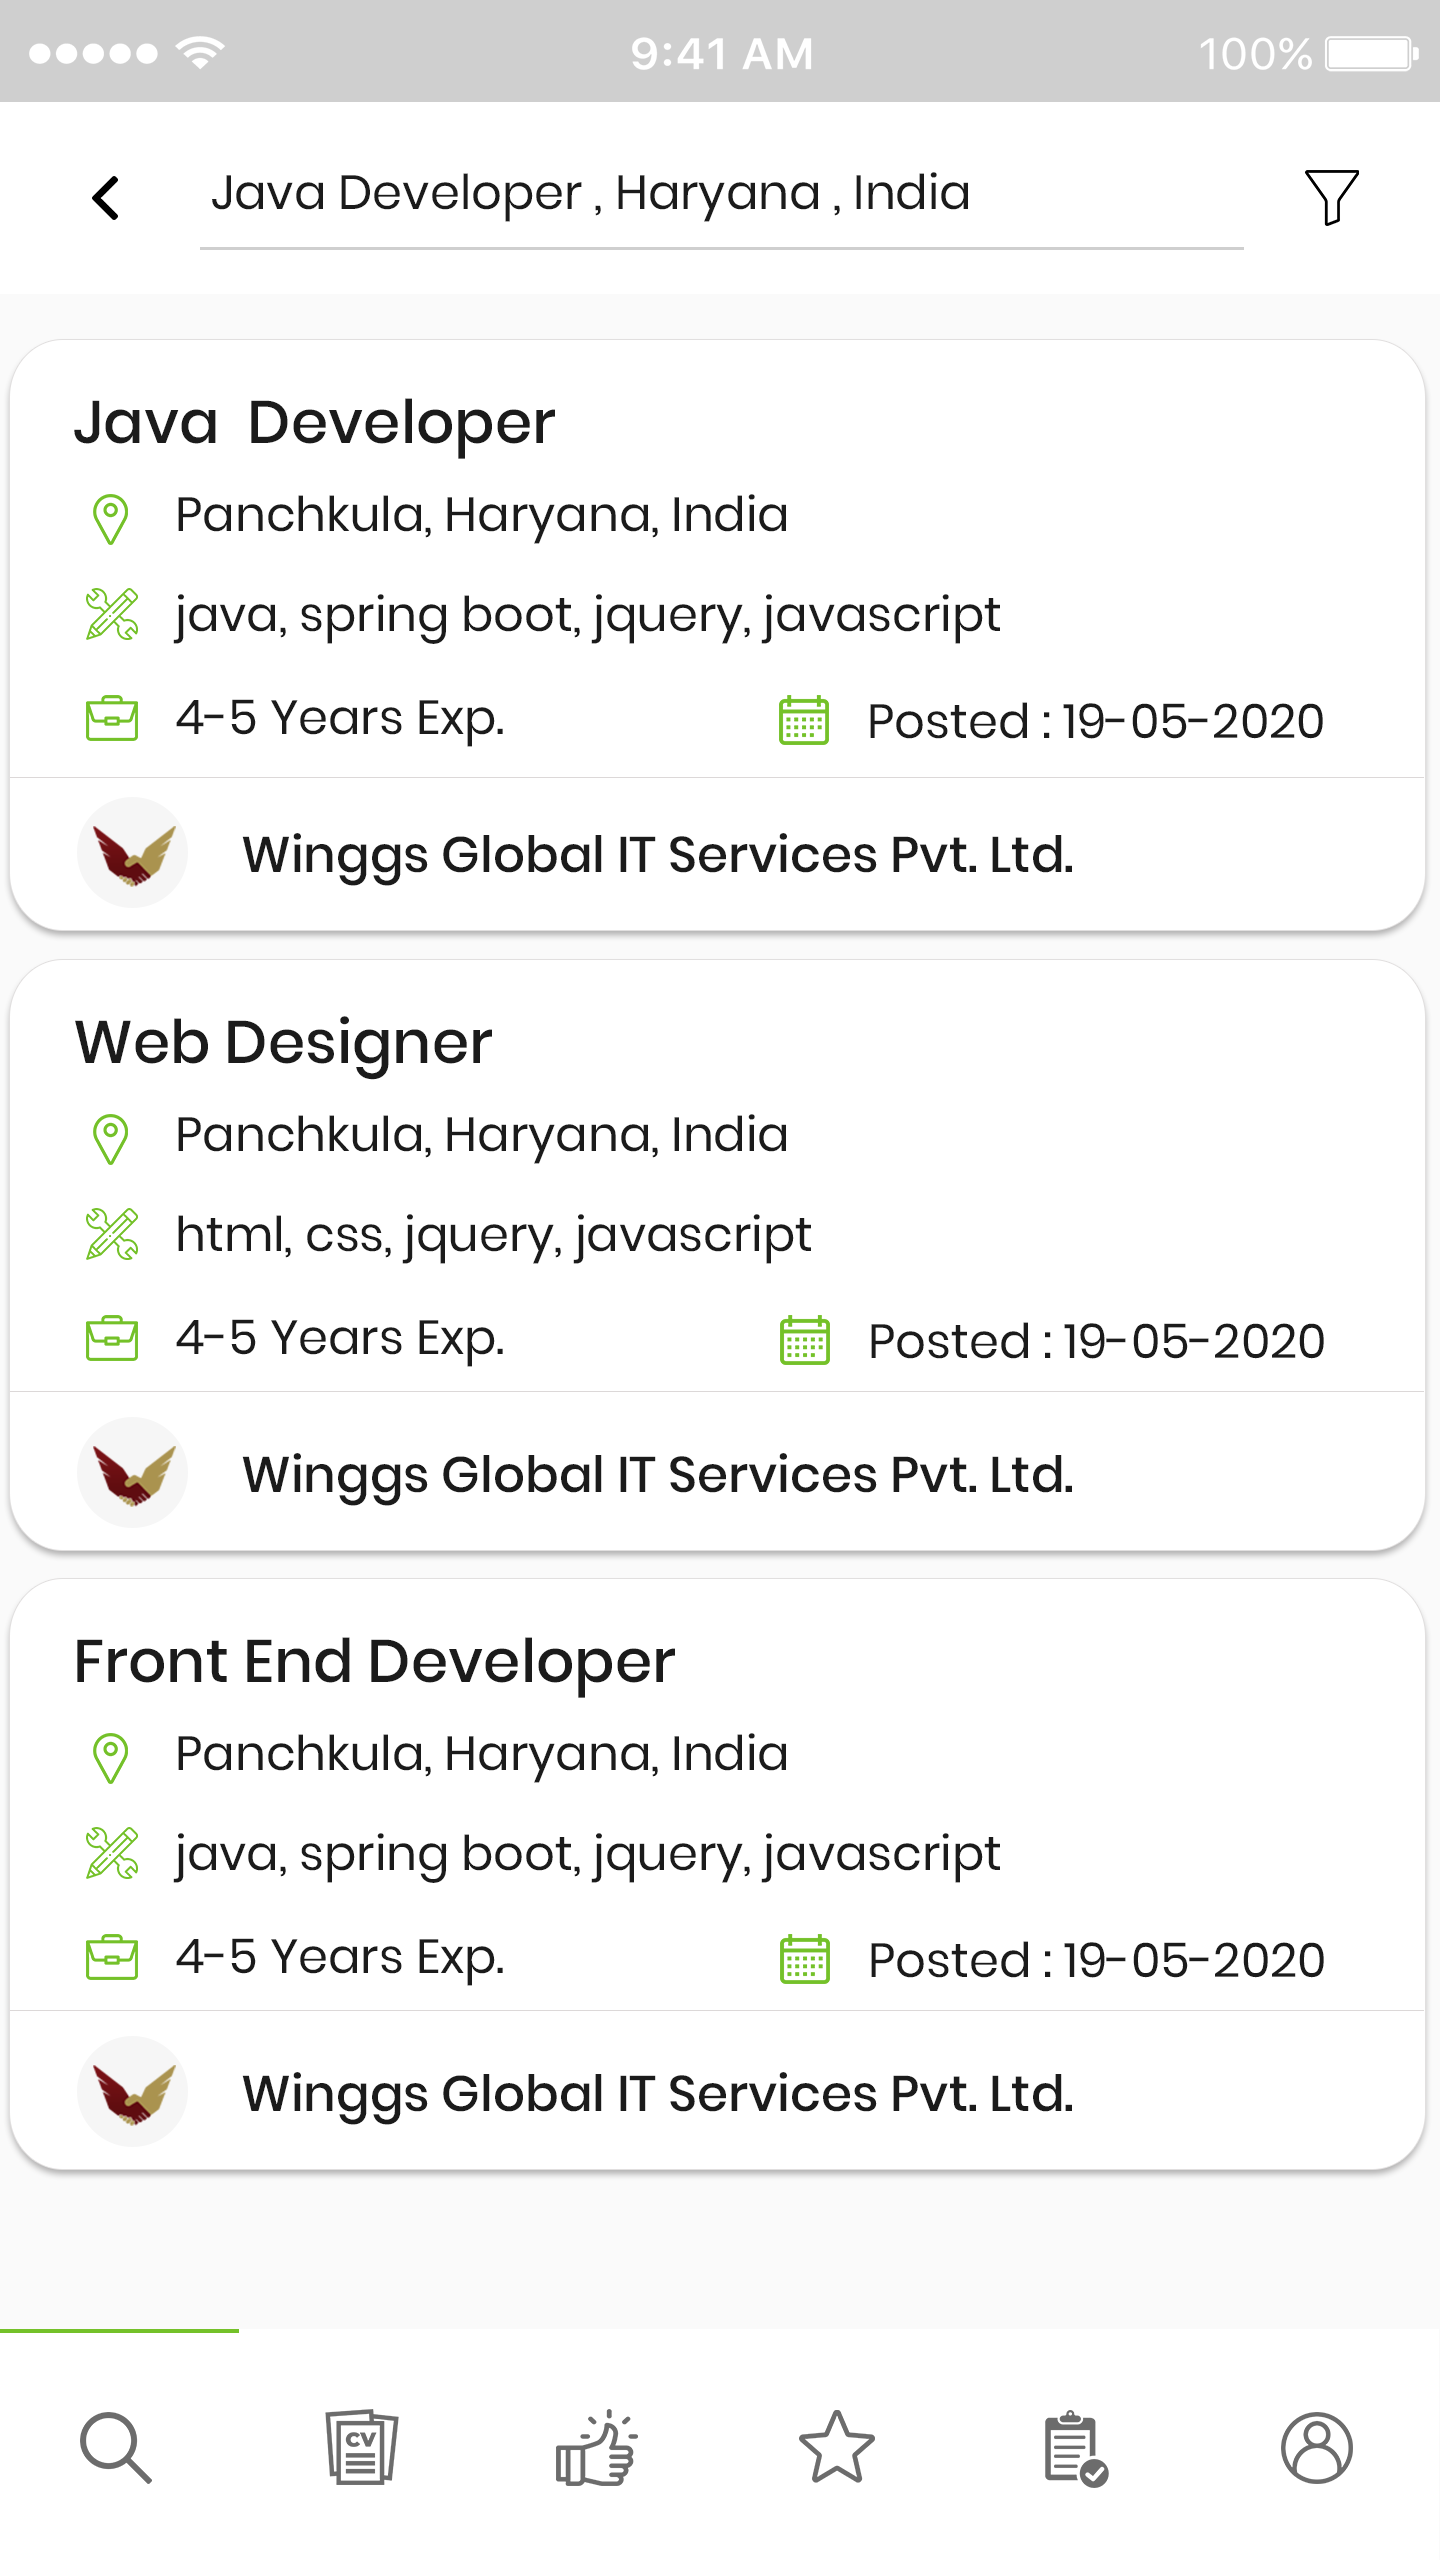 9:41 AM 100%
Java Developer , Haryana , India
Java  Developer
Panchkula, Haryana, India
java, spring boot, jquery, javascript
4-5 Years Exp. Posted : 19-05-2020
Winggs Global IT Services Pvt. Ltd.
Web Designer
Panchkula, Haryana, India
html, css, jquery, javascript
4-5 Years Exp. Posted : 19-05-2020
Winggs Global IT Services Pvt. Ltd.
Front End Developer
Panchkula, Haryana, India
java, spring boot, jquery, javascript
4-5 Years Exp. Posted : 19-05-2020
Winggs Global IT Services Pvt. Ltd.
CV